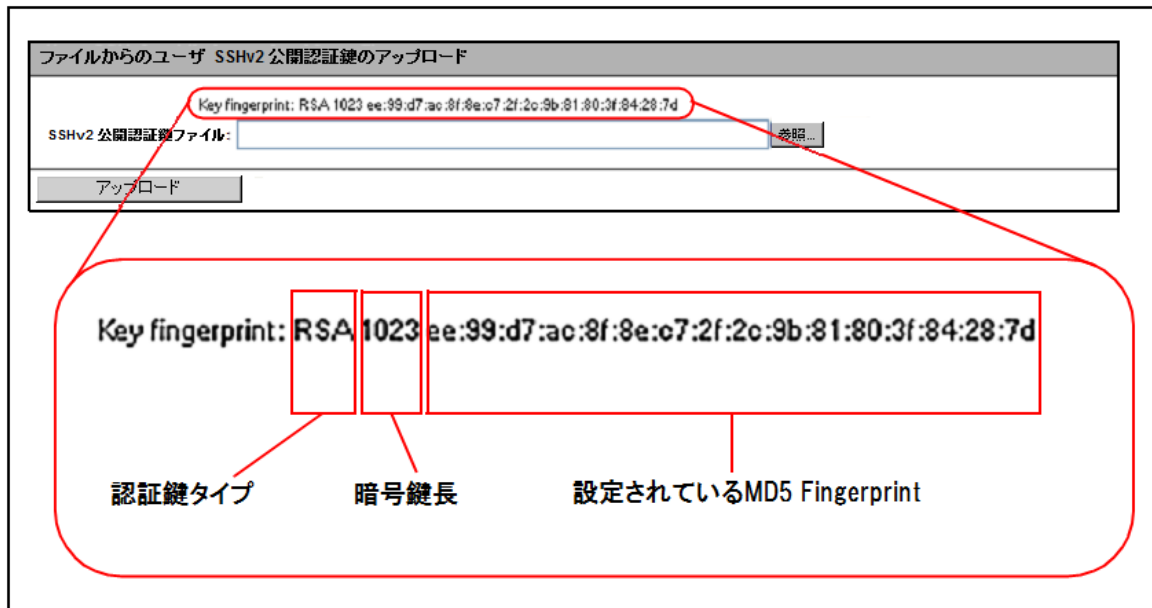 ファイルからのユーザ SSHv2 公開認証鍵のアップロード
Key fingerprint: RSA 1023 ee:99:d7:ac:8f:8e:c7:2f:2c:9b:81:80:3f:84:28:7d
SSHv2 公開認証鍵ファイル:
参照...
アップロード
Key fingerprint: RSA 1023 ee:99:d7:ac:8f:8e:c7:2f:2c:9b:81:80:3f:84:28:7d
認証鍵タイプ
暗号鍵長
設定されているMD5 Fingerprint